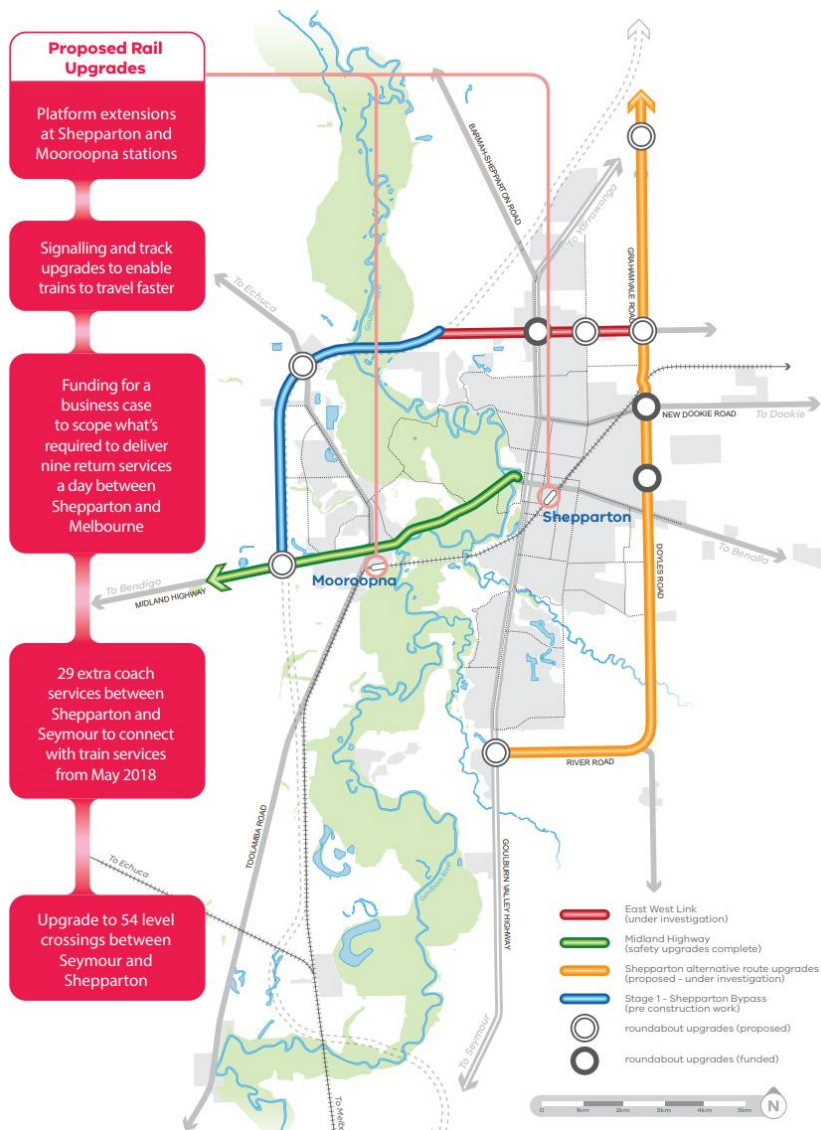 Proposed Rail
Upgrades
Platform extensions
at Shepparton and
Mooroopna stations
Signalling and track
upgrades to enable
trains to travel faster
Funding for a
business case
to scope what's
required to deliver
nine return services
a day between
Shepparton and
Melbourne
29 extra coach
services between
Shepparton and
Seymour to connect
with train services
from May 2018
Upgrade to 54 level
crossings between
Seymour and
Shepparton
BARMAH-SHEPPARTON ROAD
To Yarrawonga
GRAHAMVALE ROAD
To Echuca
Goulburn River
NEW DOOKIE ROAD
To Dookie
Shepparton
To Benalla
DOYLES ROAD
Mooroopna
To Bendigo
MIDLAND HIGHWAY
RIVER ROAD
TOOLAMBA ROAD
GOULBURN VALLEY HIGHWAY
To Echuca
Goulburn River
To Seymour
East West Link
(under investigation)
Midland Highway
(safety upgrades complete)
Shepparton alternative route upgrades
(proposed - under investigation)
Stage 1 - Shepparton Bypass
(pre construction work)
roundabout upgrades (proposed)
roundabout upgrades (funded)
0 1km 2km 3km 4km 5km
N